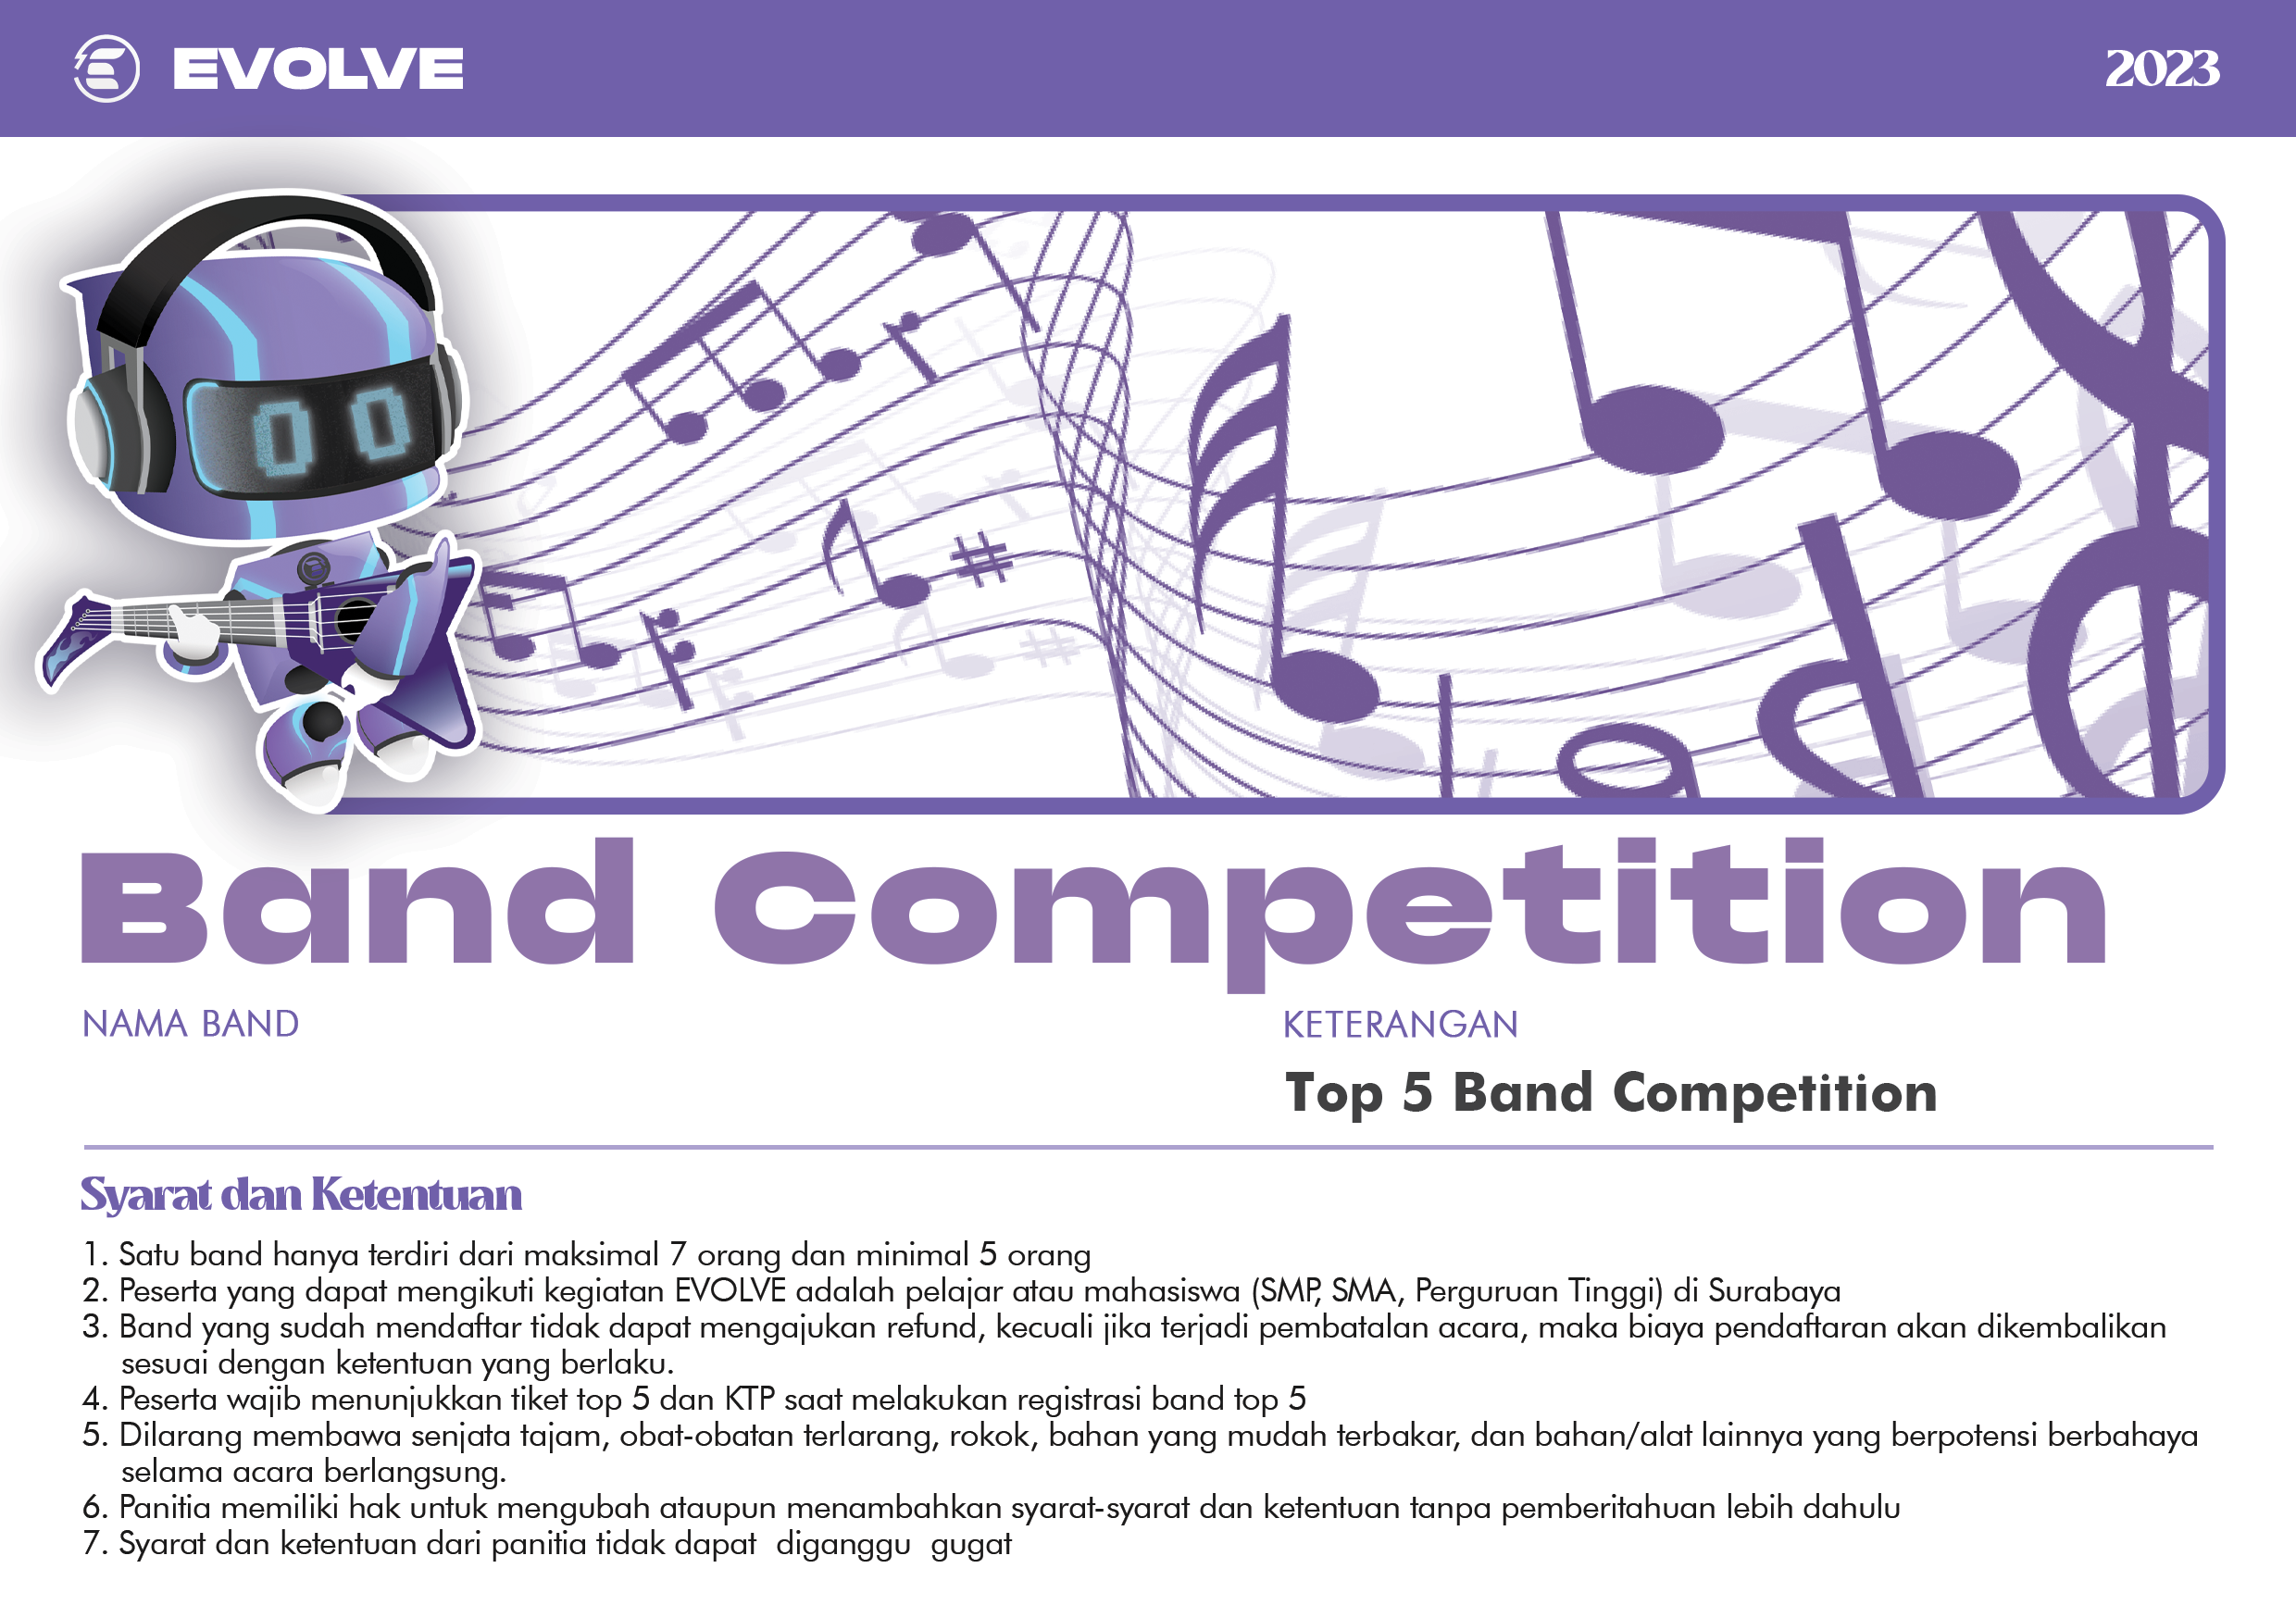 EVOLVE
2023
Band Competition
NAMA BAND
KETERANGAN
Top 5 Band Competition
Syarat dan Ketentuan
1. Satu band hanya terdiri dari maksimal 7 orang dan minimal 5 orang
2. Peserta yang dapat mengikuti kegiatan EVOLVE adalah pelajar atau mahasiswa (SMP, SMA, Perguruan Tinggi) di Surabaya
3. Band yang sudah mendaftar tidak dapat mengajukan refund, kecuali jika terjadi pembatalan acara, maka biaya pendaftaran akan dikembalikan
sesuai dengan ketentuan yang berlaku.
4. Peserta wajib menunjukkan tiket top 5 dan KTP saat melakukan registrasi band top 5
5. Dilarang membawa senjata tajam, obat-obatan terlarang, rokok, bahan yang mudah terbakar, dan bahan/alat lainnya yang berpotensi berbahaya
selama acara berlangsung.
6. Panitia memiliki hak untuk mengubah ataupun menambahkan syarat-syarat dan ketentuan tanpa pemberitahuan lebih dahulu
7. Syarat dan ketentuan dari panitia tidak dapat  diganggu  gugat